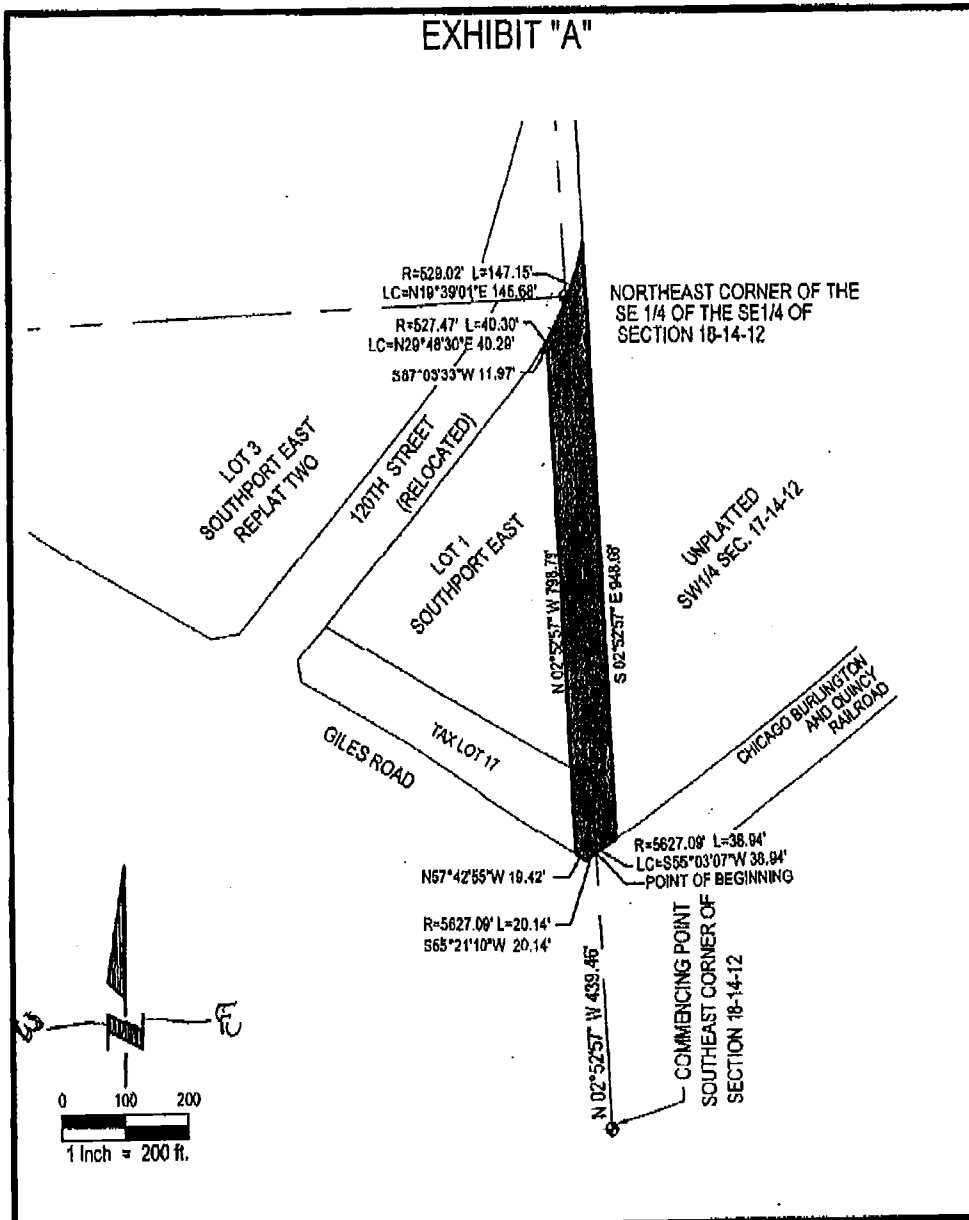 EXHIBIT "A"
R=529.02' L=147.15'
LC=N19°39'01"E 146.68'
NORTHEAST CORNER OF THE
SE 1/4 OF THE SE1/4 OF
SECTION 18-14-12
R=527.47' L=40.30'
LC=N29°48'30"E 40.29'
S87°03'33"W 11.97'
LOT 3
SOUTHPORT EAST
REPLAT TWO
120TH STREET
(RELOCATED)
LOT 1
SOUTHPORT EAST
UNPLATTED
SW1/4 SEC. 17-14-12
N 02°52'57" W 798.79'
S 02°52'57" E 948.09'
TAX LOT 17
GILES ROAD
CHICAGO BURLINGTON
AND QUINCY
RAILROAD
R=5627.09' L=38.94'
LC=S55°03'07"W 38.94'
POINT OF BEGINNING
N57°42'55"W 19.42'
R=5627.09' L=20.14'
S65°21'10"W 20.14'
N 02°52'57" W 439.46'
COMMENCING POINT
SOUTHEAST CORNER OF
SECTION 18-14-12
E
0 100 200
1 Inch = 200 ft.